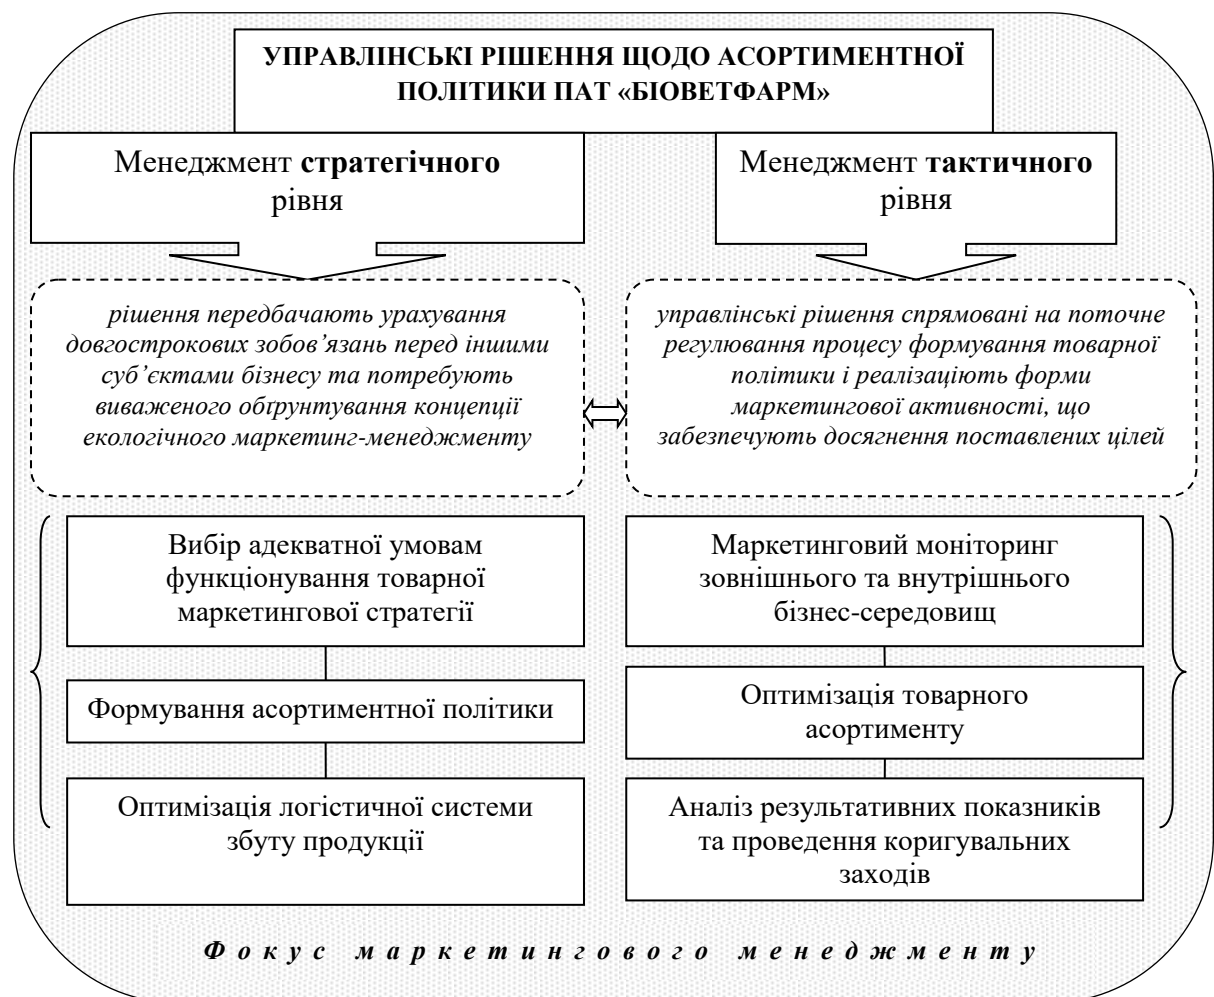 УПРАВЛІНСЬКІ РІШЕННЯ ЩОДО АСОРТИМЕНТНОЇ
ПОЛІТИКИ ПАТ «БІОВЕТФАРМ»
Менеджмент стратегічного
рівня
Менеджмент тактичного
рівня
рішення передбачають урахування
довгострокових зобов’язань перед іншими
суб’єктами бізнесу та потребують
виваженого обґрунтування концепції
екологічного маркетинг-менеджменту
управлінські рішення спрямовані на поточне
регулювання процесу формування товарної
політики і реалізаціють форми
маркетингової активності, що
забезпечують досягнення поставлених цілей
Вибір адекватної умовам
функціонування товарної
маркетингової стратегії
Формування асортиментної політики
Оптимізація логістичної системи
збуту продукції
Маркетинговий моніторинг
зовнішнього та внутрішнього
бізнес-середовищ
Оптимізація товарного
асортименту
Аналіз результативних показників
та проведення коригувальних
заходів
Фокус маркетингового менеджменту